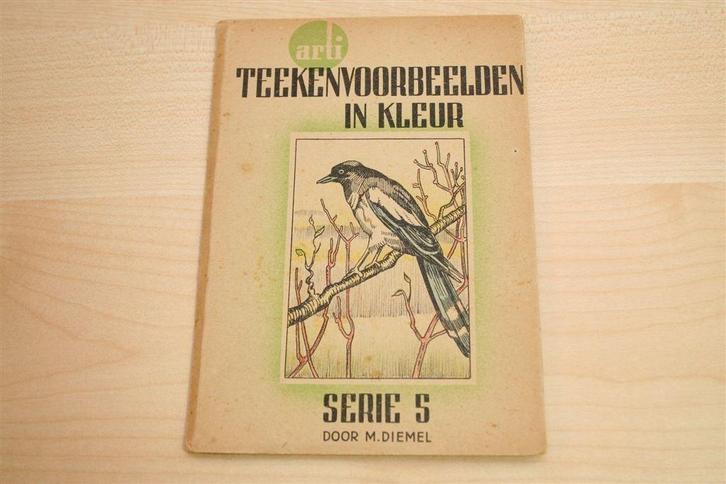 arti
TEEKENVOORBEELDEN
IN KLEUR
SERIE 5
DOOR M. DIEMEL